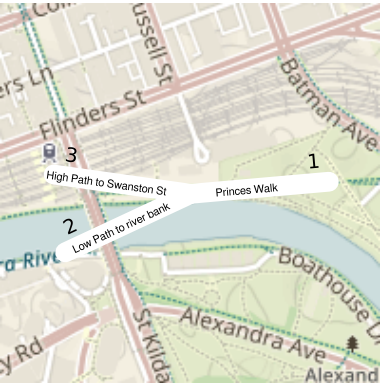 ussell St
ers Ln
Flinders St
Batman Ave
3
1
High Path to Swanston St
Princes Walk
2
Low Path to river bank
ra Rive
Boathouse D
St Kilda
Alexandra Ave
y Rd
Alexand